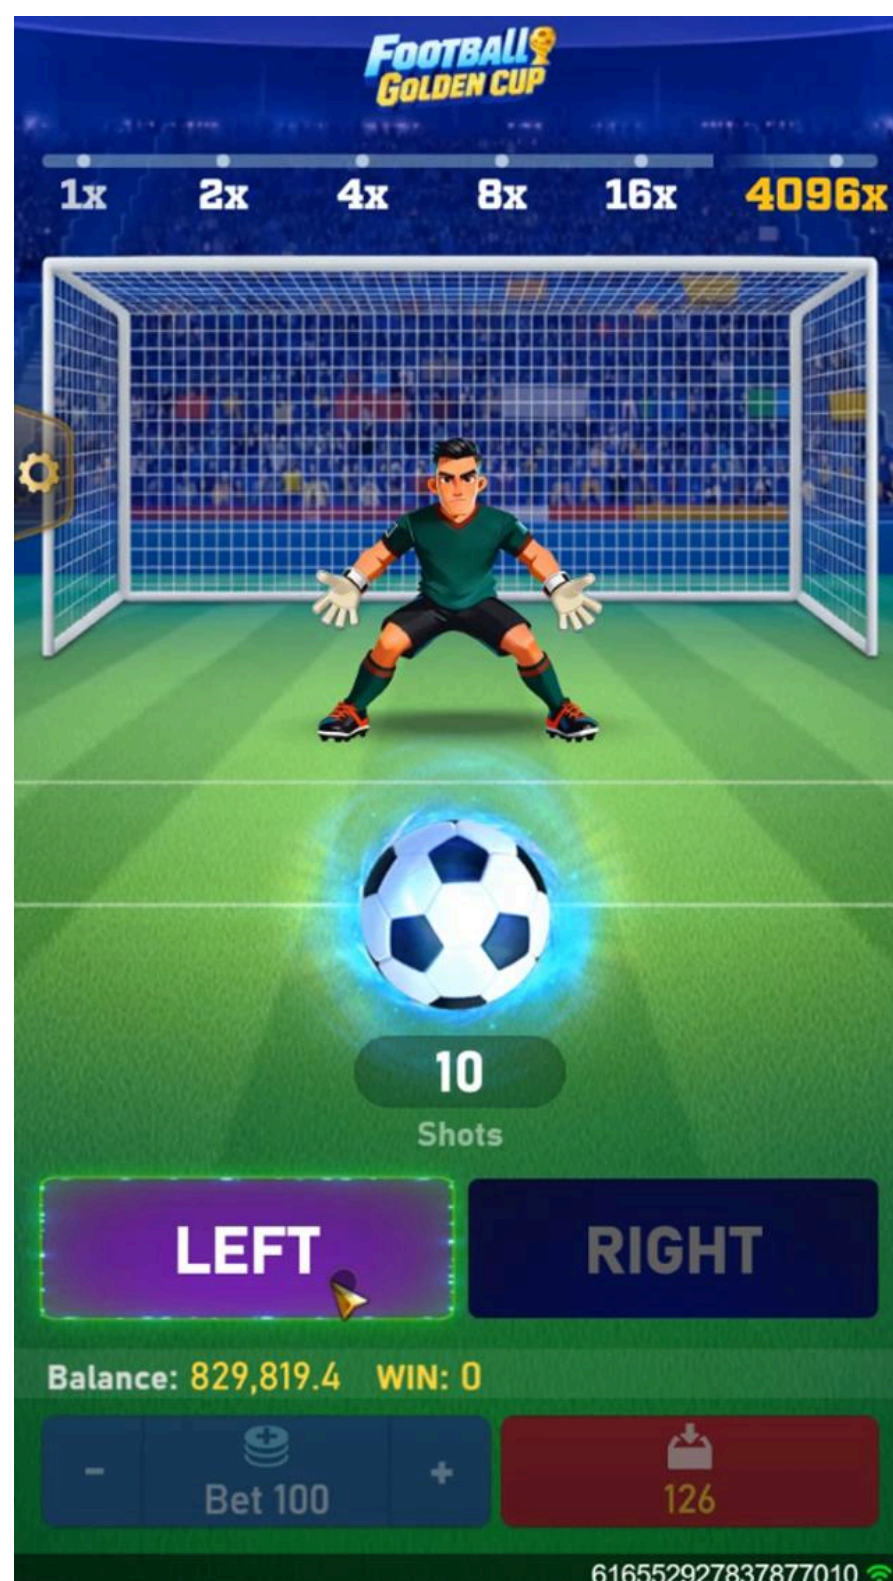 FOOTBALL
GOLDEN CUP
1x 2x 4x 8x 16x 4096x
10
Shots
LEFT RIGHT
Balance: 829,819.4 WIN: 0
- Bet 100 + 126
616552927837877010